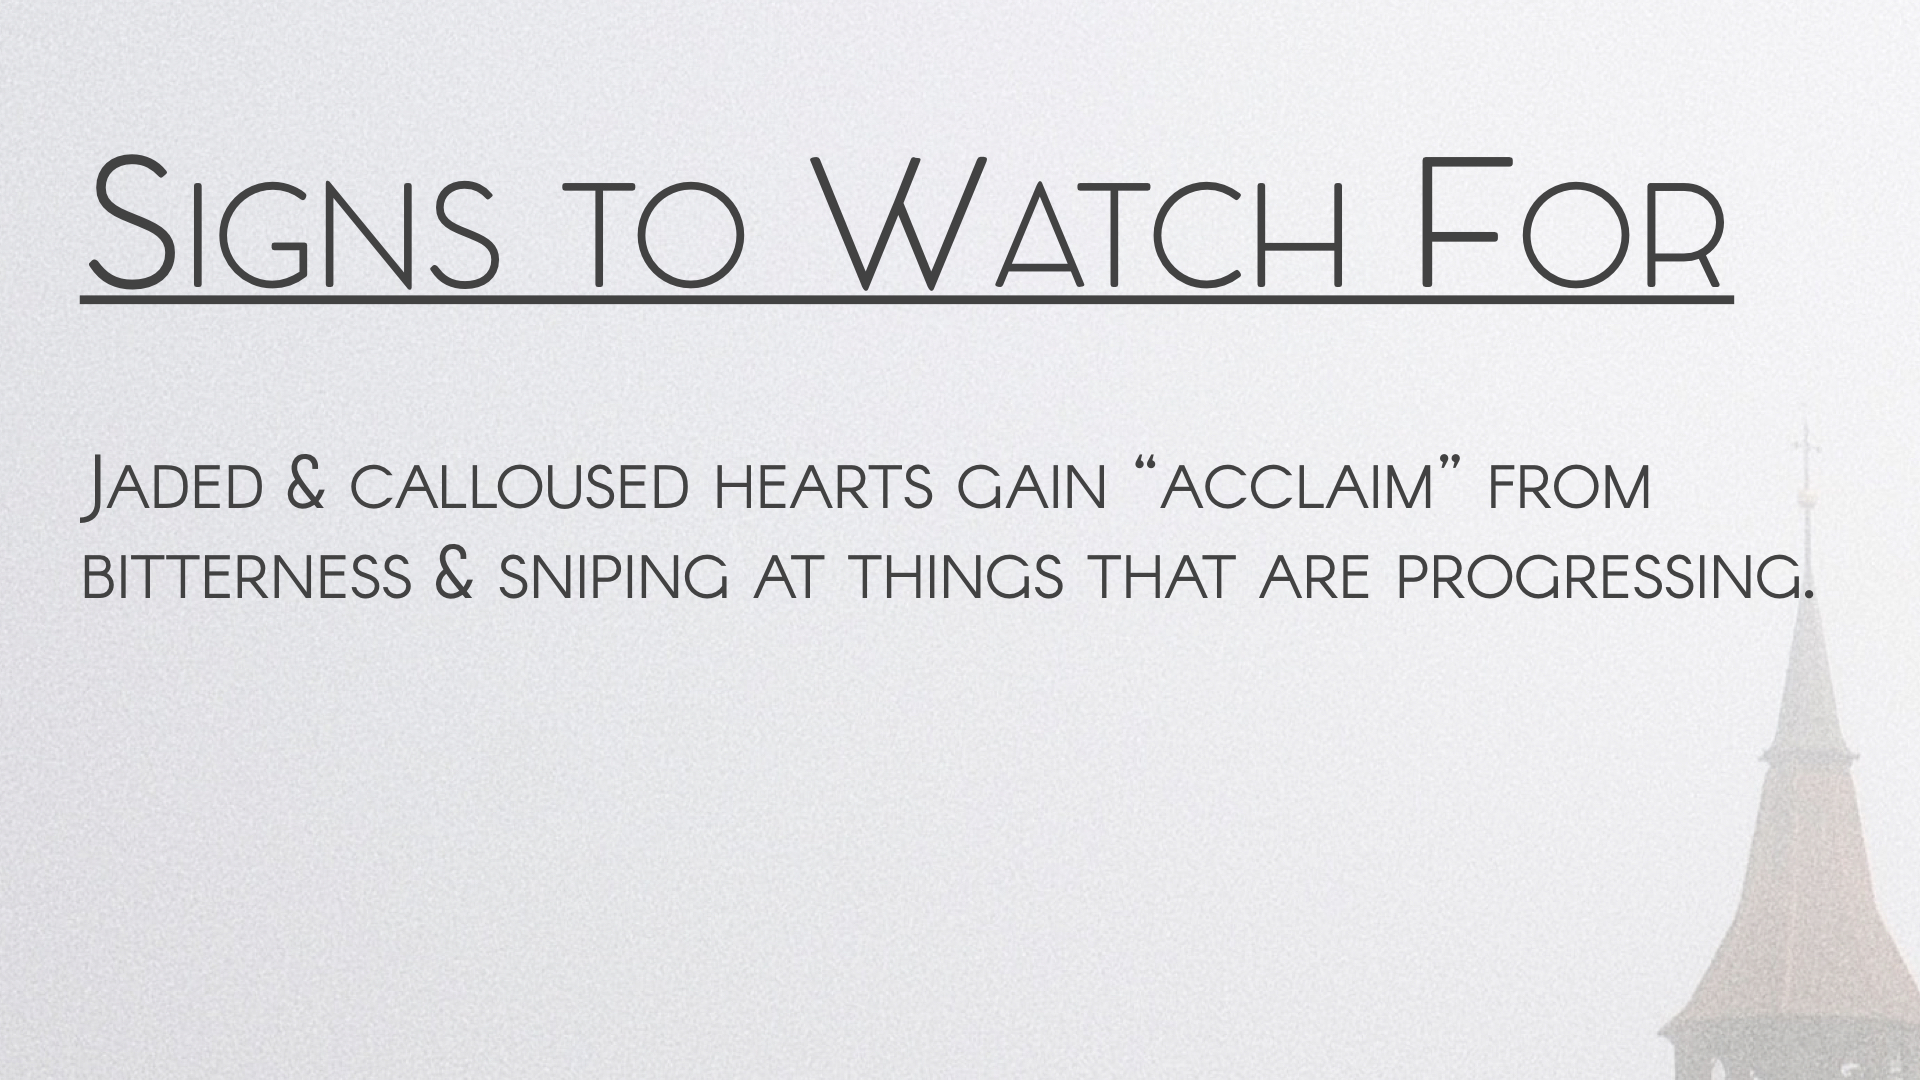 Signs to Watch For
Jaded & calloused hearts gain “acclaim” from
bitterness & sniping at things that are progressing.